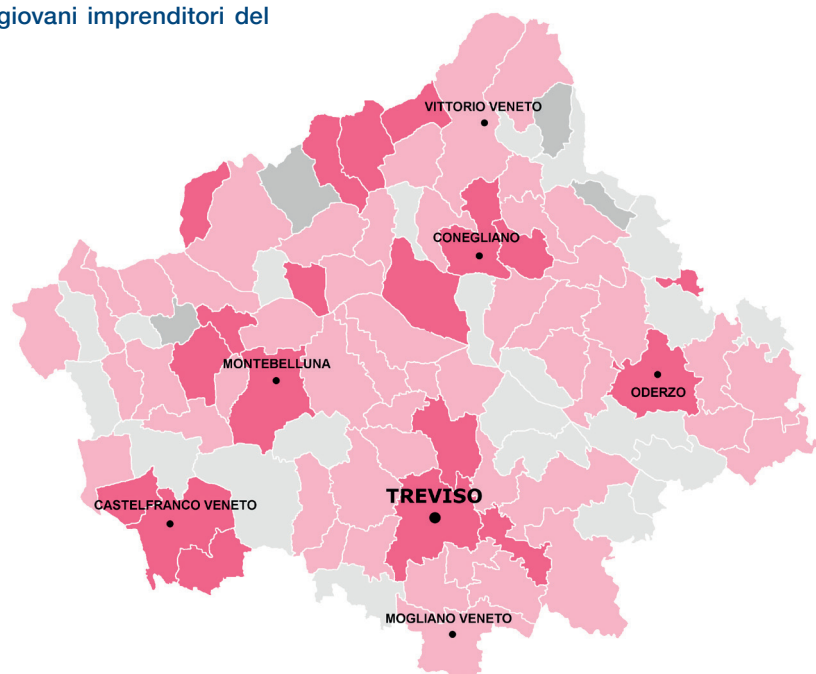 giovani imprenditori del
VITTORIO VENETO
CONEGLIANO
MONTEBELLUNA
ODERZO
TREVISO
CASTELFRANCO VENETO
MOGLIANO VENETO